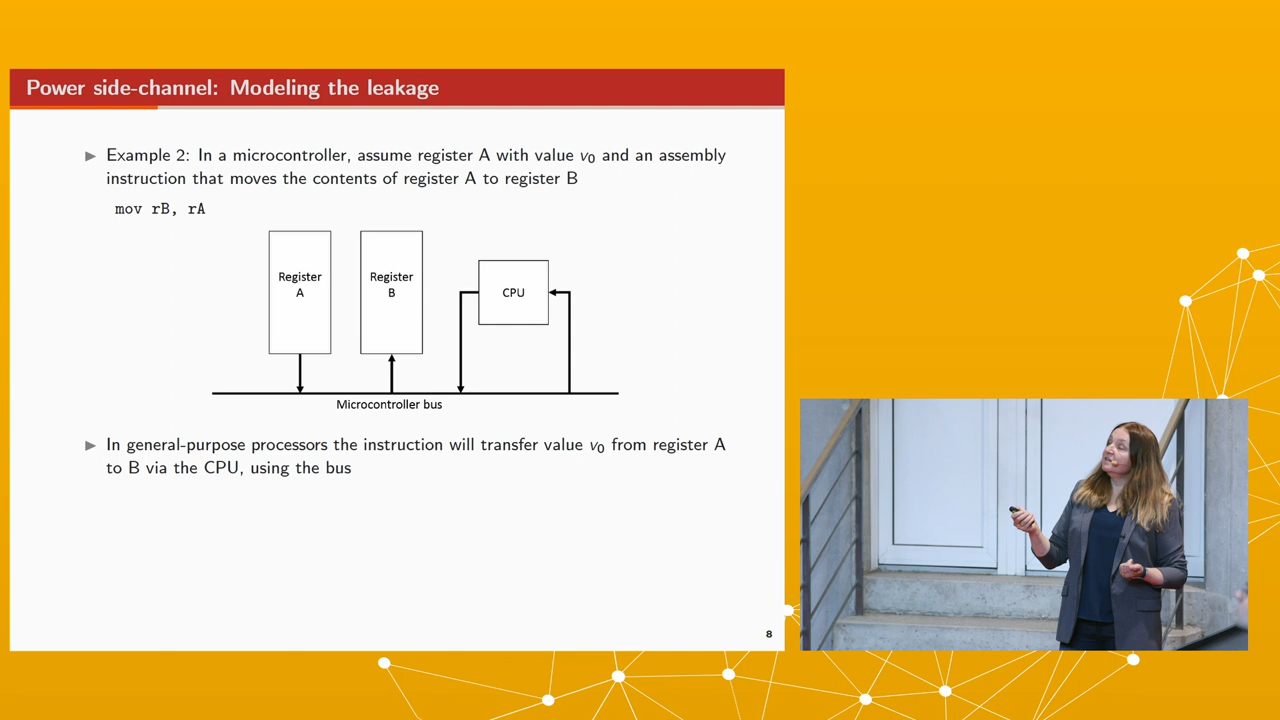 Power side-channel: Modeling the leakage
▶ Example 2: In a microcontroller, assume register A with value v₀ and an assembly
instruction that moves the contents of register A to register B
mov rB, rA
Register
A
Register
B
CPU
Microcontroller bus
▶ In general-purpose processors the instruction will transfer value v₀ from register A
to B via the CPU, using the bus
8